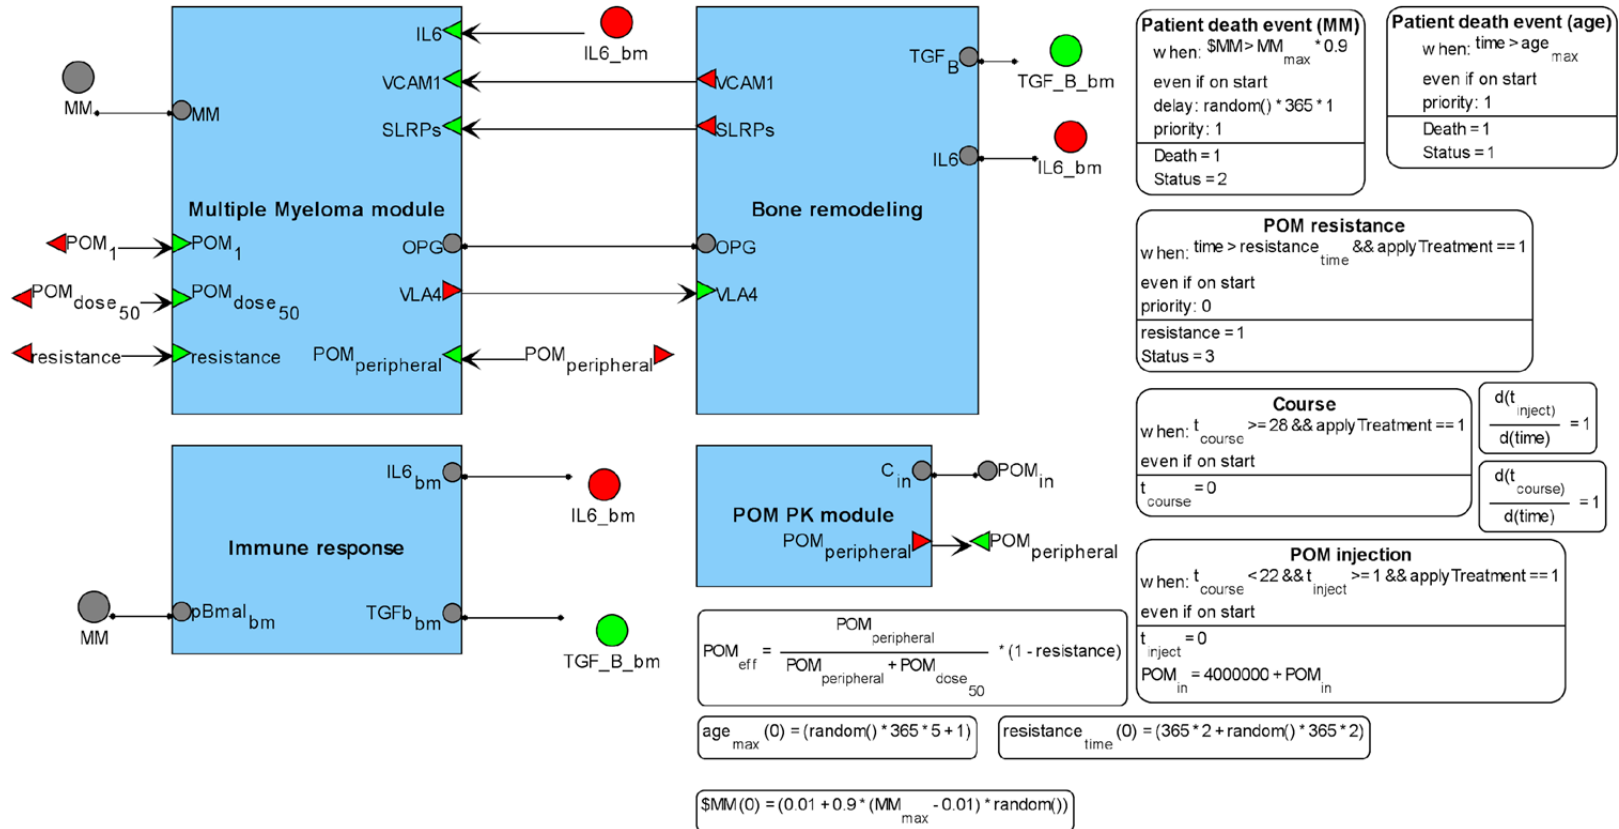 IL6
IL6_bm
VCAM1
VCAM1
SLRPs
SLRPs
MM
MM
Multiple Myeloma module
POM1
POM1
OPG
OPG
POMdose50
POMdose50
VLA4
VLA4
resistance
resistance
POMperipheral
POMperipheral
TGFB
TGF_B_bm
IL6
IL6_bm
Bone remodeling
IL6bm
IL6_bm
Immune response
MM
pBmalbm
TGFbbm
TGF_B_bm
Cin
POMin
POM PK module
POMperipheral
POMperipheral
Patient death event (MM)
when: $MM> MMmax *0.9
even if on start
delay: random() * 365 * 1
priority: 1
Death = 1
Status = 2
Patient death event (age)
when: time > agemax
even if on start
priority: 1
Death = 1
Status = 1
POM resistance
when: time > resistancetime && applyTreatment == 1
even if on start
priority: 0
resistance = 1
Status = 3
Course
when: tcourse >= 28 && applyTreatment == 1
even if on start
tcourse = 0
d(tinject)
d(time)
= 1
d(tcourse)
d(time)
= 1
POM injection
when: tcourse < 22 && tinject >= 1 && applyTreatment == 1
even if on start
tinject = 0
POMin = 4000000 + POMin
POMeff =
POMperipheral
POMperipheral + POMdose50
* (1 - resistance)
agemax (0) = (random() * 365 * 5 + 1)
resistancetime (0) = (365 * 2 + random() * 365 * 2)
$MM (0) = (0.01 + 0.9 * (MMmax - 0.01) * random())